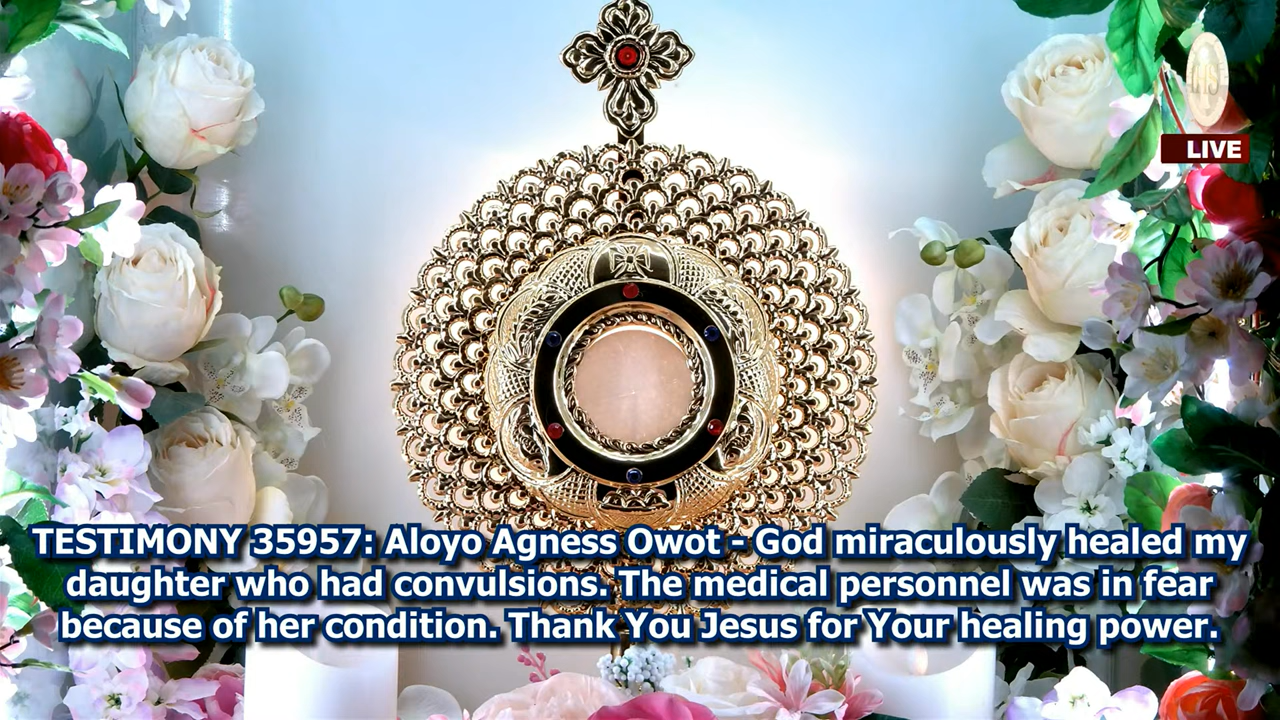 LIVE
TESTIMONY 35957: Aloyo Agness Owot - God miraculously healed my
daughter who had convulsions. The medical personnel was in fear
because of her condition. Thank You Jesus for Your healing power.